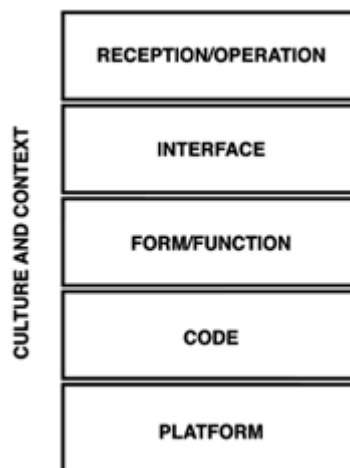 RECEPTION/OPERATION
INTERFACE
FORM/FUNCTION
CODE
PLATFORM
CULTURE AND CONTEXT